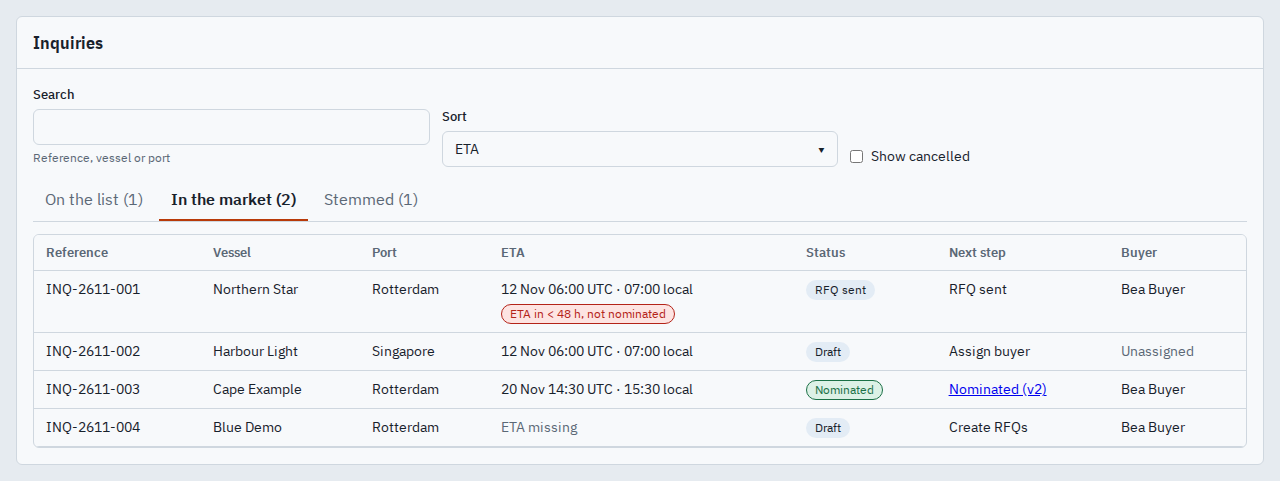 Inquiries
Search
Reference, vessel or port
Sort
ETA
Show cancelled
On the list (1) In the market (2) Stemmed (1)
Reference Vessel Port ETA Status Next step Buyer
INQ-2611-001 Northern Star Rotterdam 12 Nov 06:00 UTC · 07:00 local RFQ sent RFQ sent Bea Buyer
ETA in < 48 h, not nominated
INQ-2611-002 Harbour Light Singapore 12 Nov 06:00 UTC · 07:00 local Draft Assign buyer Unassigned
INQ-2611-003 Cape Example Rotterdam 20 Nov 14:30 UTC · 15:30 local Nominated Nominated (v2) Bea Buyer
INQ-2611-004 Blue Demo Rotterdam ETA missing Draft Create RFQs Bea Buyer